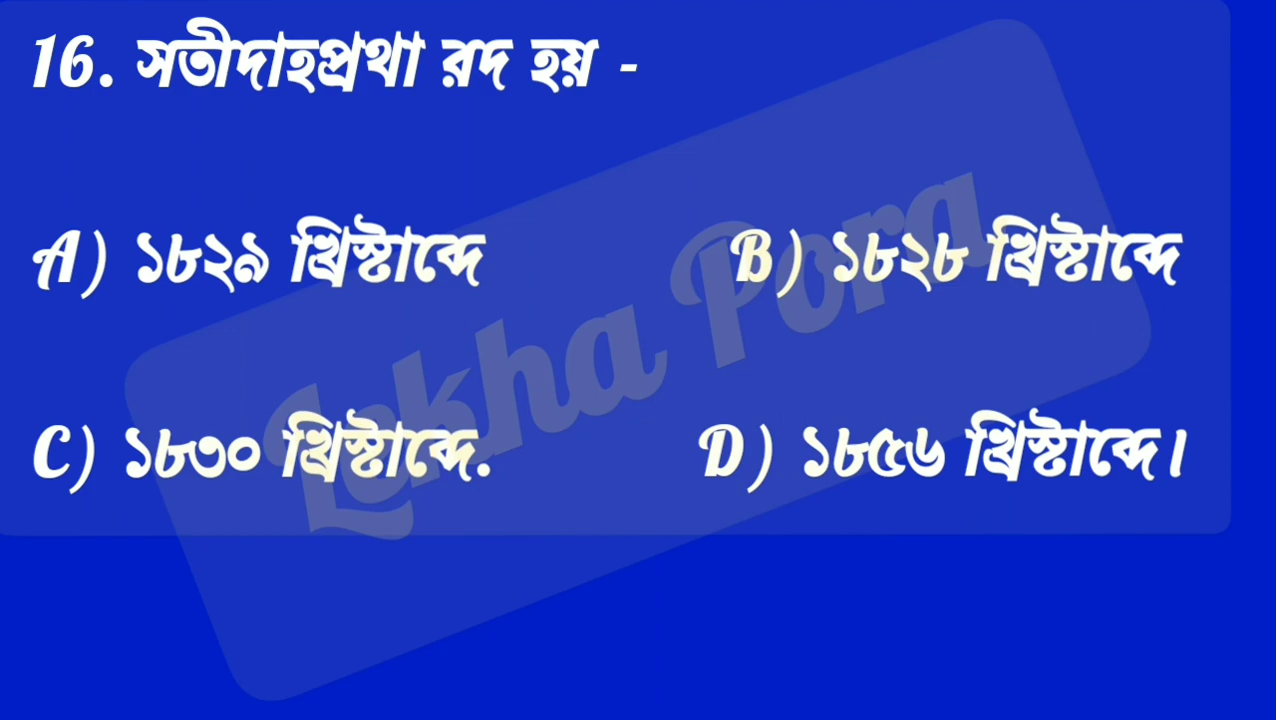 16. সতীদাহপ্রথা রদ হয় -
A) ১৮২৯ খ্রিস্টাব্দে B) ১৮২৮ খ্রিস্টাব্দে
C) ১৮৩০ খ্রিস্টাব্দে. D) ১৮৫৬ খ্রিস্টাব্দে।
Lekha Pora